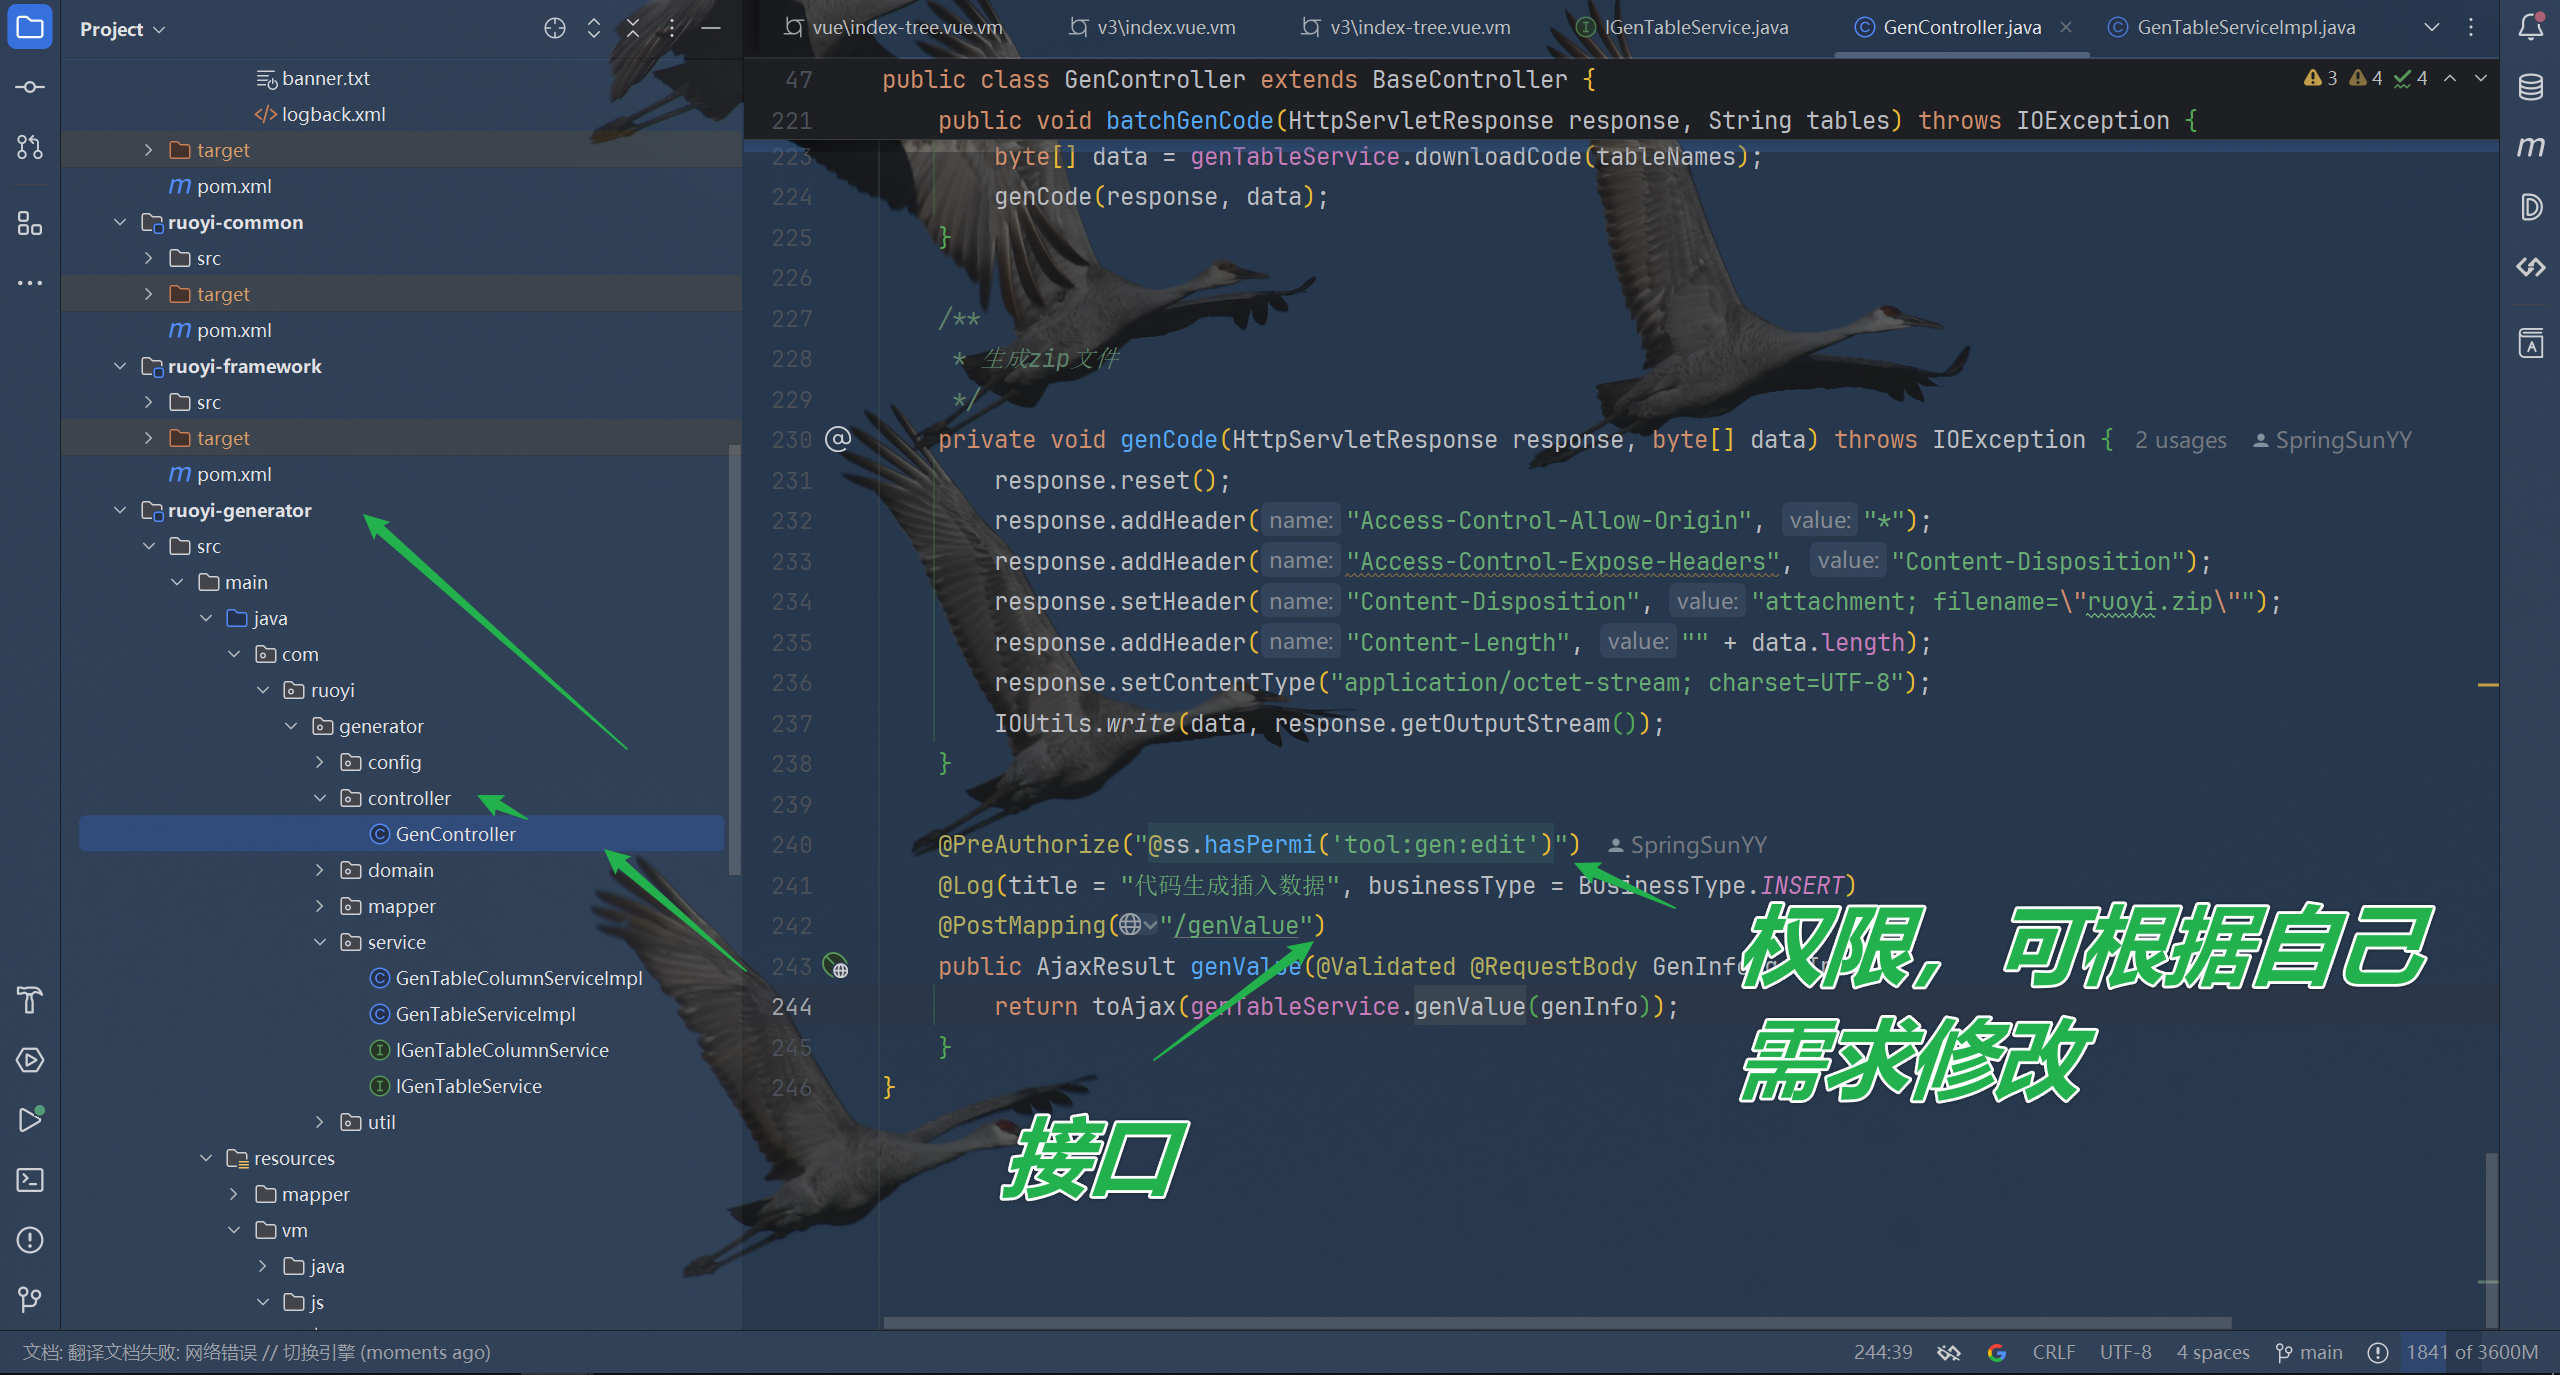 Project
vue\index-tree.vue.vm
v3\index.vue.vm
v3\index-tree.vue.vm
IGenTableService.java
GenController.java
GenTableServiceImpl.java
banner.txt
logback.xml
target
pom.xml
ruoyi-common
src
target
pom.xml
ruoyi-framework
src
target
pom.xml
ruoyi-generator
src
main
java
com
ruoyi
generator
config
controller
GenController
domain
mapper
service
GenTableColumnServiceImpl
GenTableServiceImpl
IGenTableColumnService
IGenTableService
util
resources
mapper
vm
java
js
47 public class GenController extends BaseController {
3 4 4
221 public void batchGenCode(HttpServletResponse response, String tables) throws IOException {
223 byte[] data = genTableService.downloadCode(tableNames);
224 genCode(response, data);
225 }
226
227 /**
228 * 生成zip文件
229 */
230 private void genCode(HttpServletResponse response, byte[] data) throws IOException { 2 usages SpringSunYY
231 response.reset();
232 response.addHeader( name: "Access-Control-Allow-Origin", value: "*");
233 response.addHeader( name: "Access-Control-Expose-Headers", value: "Content-Disposition");
234 response.setHeader( name: "Content-Disposition", value: "attachment; filename=\"ruoyi.zip\"");
235 response.addHeader( name: "Content-Length", value: "" + data.length);
236 response.setContentType("application/octet-stream; charset=UTF-8");
237 IOUtils.write(data, response.getOutputStream());
238 }
239
240 @PreAuthorize("@ss.hasPermi('tool:gen:edit')") SpringSunYY
241 @Log(title = "代码生成插入数据", businessType = BusinessType.INSERT)
242 @PostMapping("/genValue")
243 public AjaxResult genValue(@Validated @RequestBody
244 return toAjax(genTableService.genValue(genInfo));
245 }
246 }
权限，可根据自己
需求修改
接口
文档: 翻译文档失败: 网络错误 // 切换引擎 (moments ago)
244:39 CRLF UTF-8 4 spaces main 1841 of 3600M